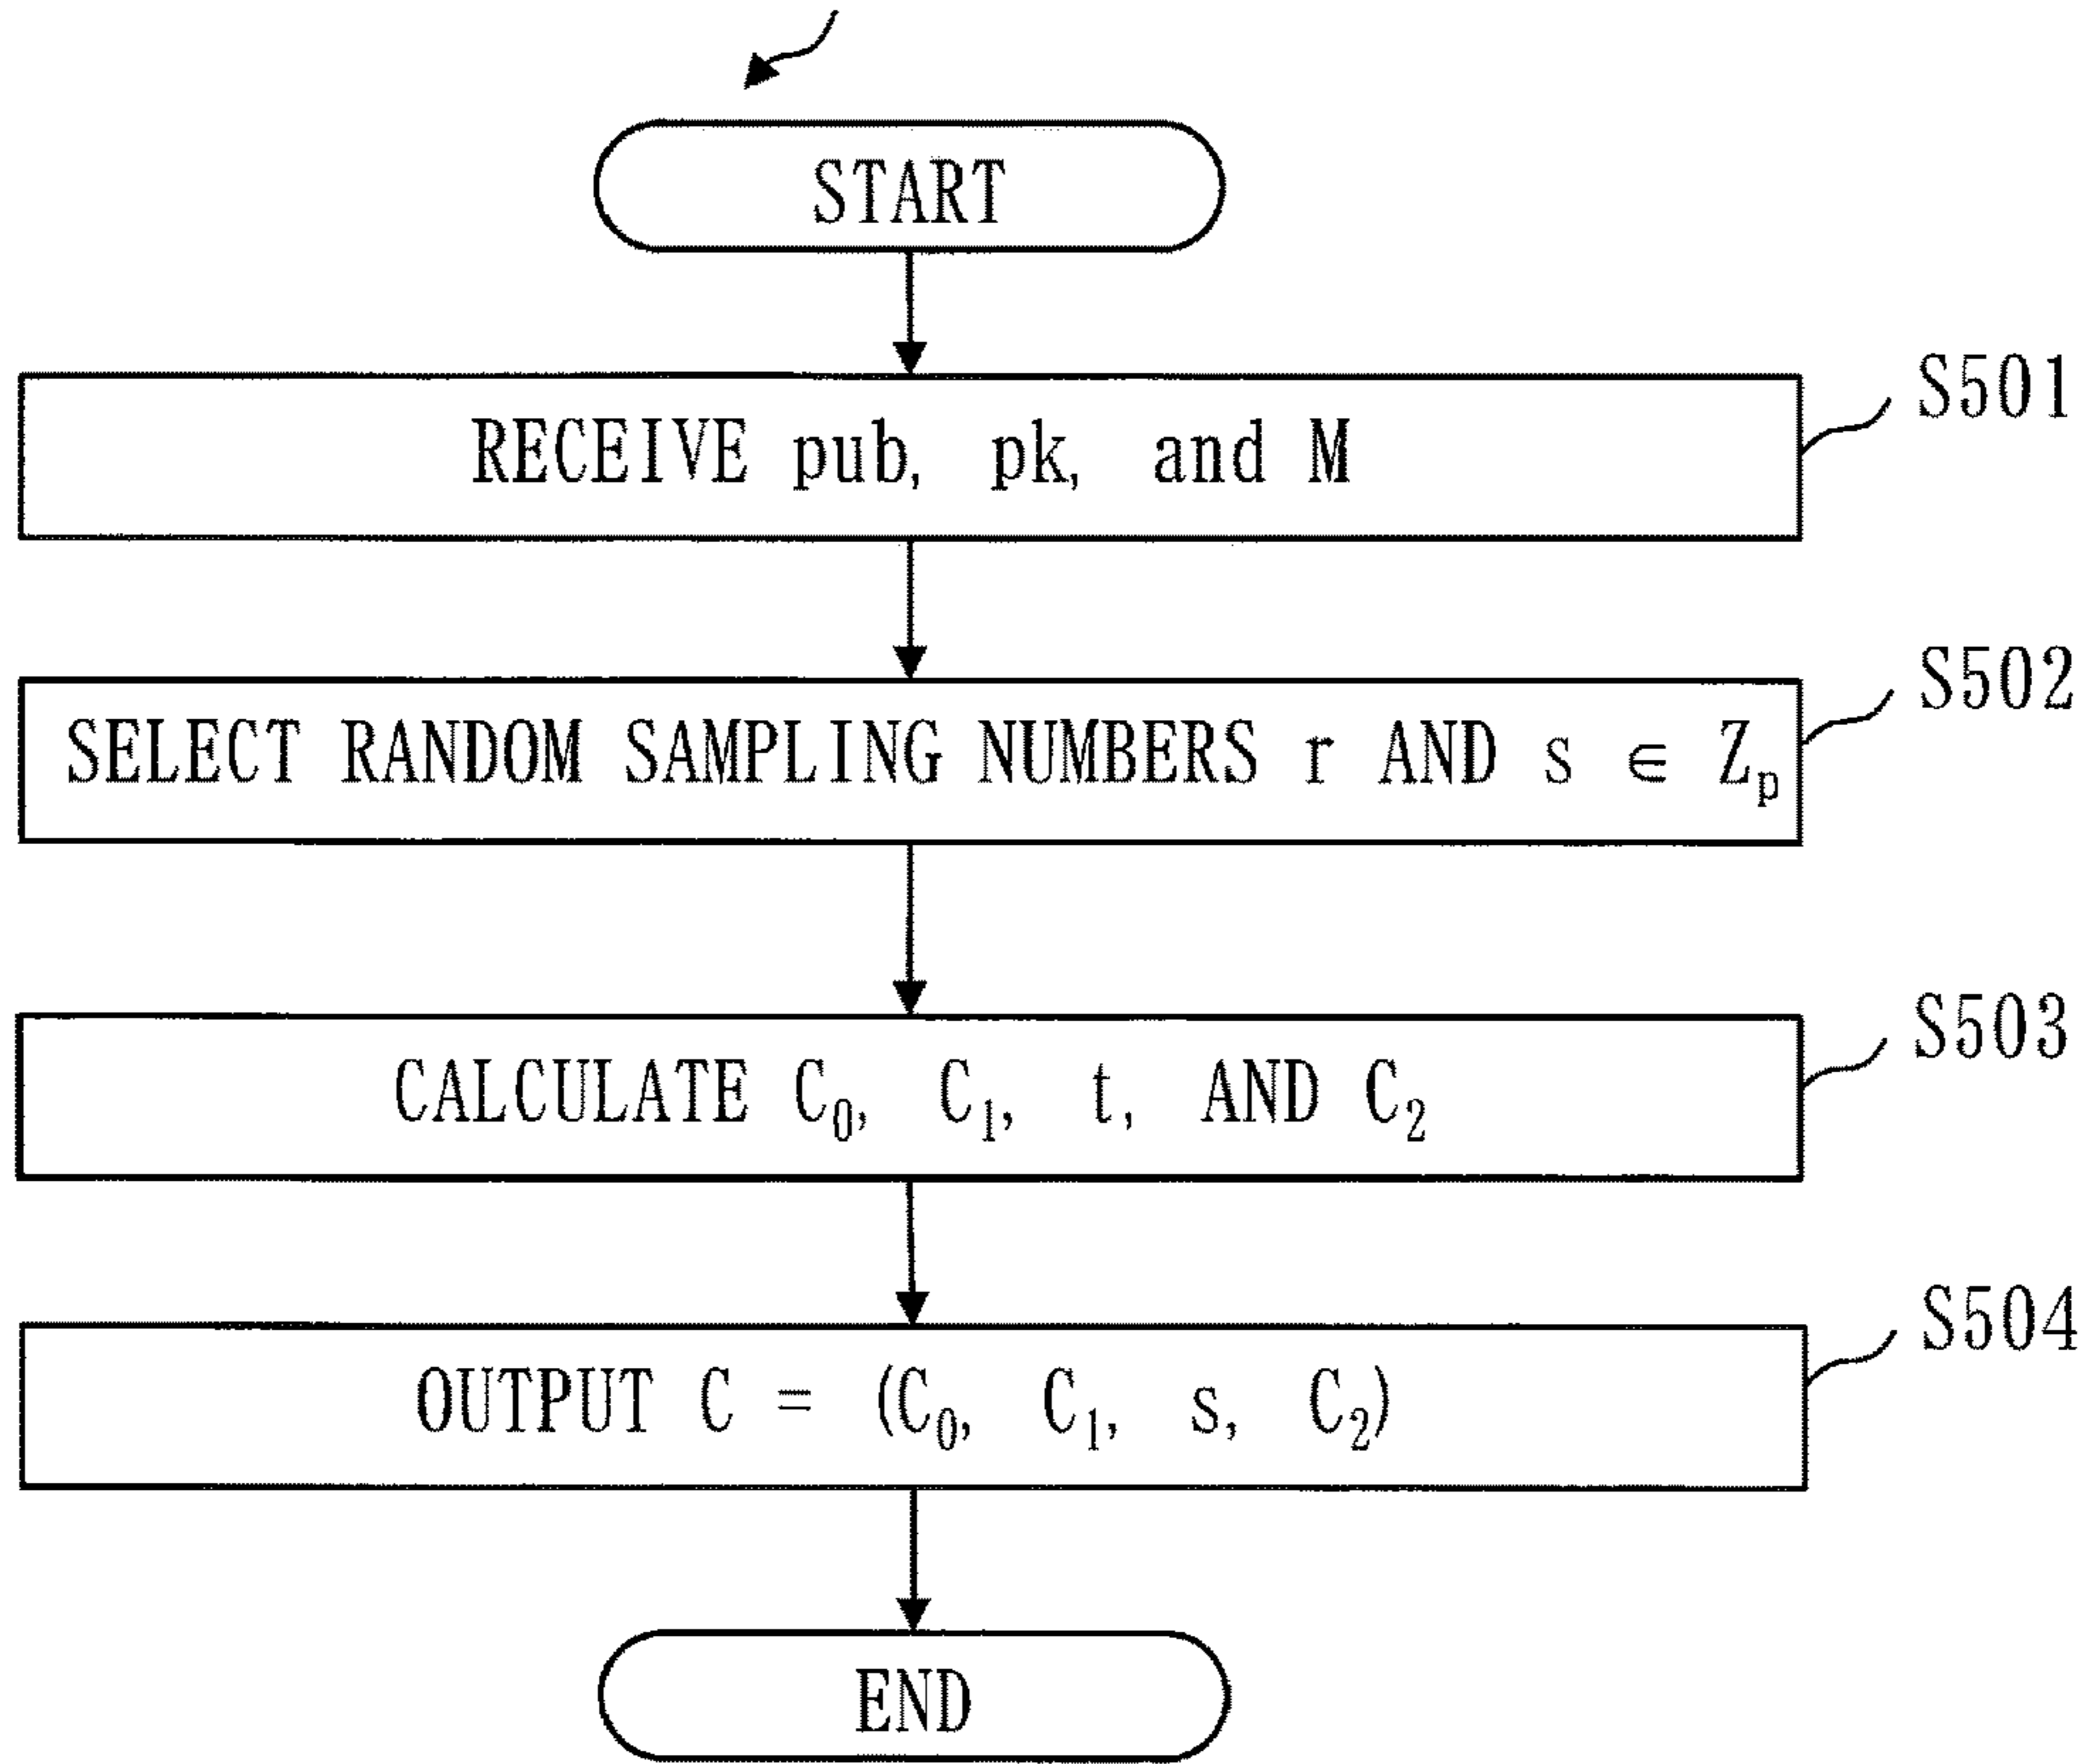 START
S501
RECEIVE pub, pk, and M
S502
SELECT RANDOM SAMPLING NUMBERS r AND s ∈ Zₚ
S503
CALCULATE C₀, C₁, t, AND C₂
S504
OUTPUT C = (C₀, C₁, s, C₂)
END